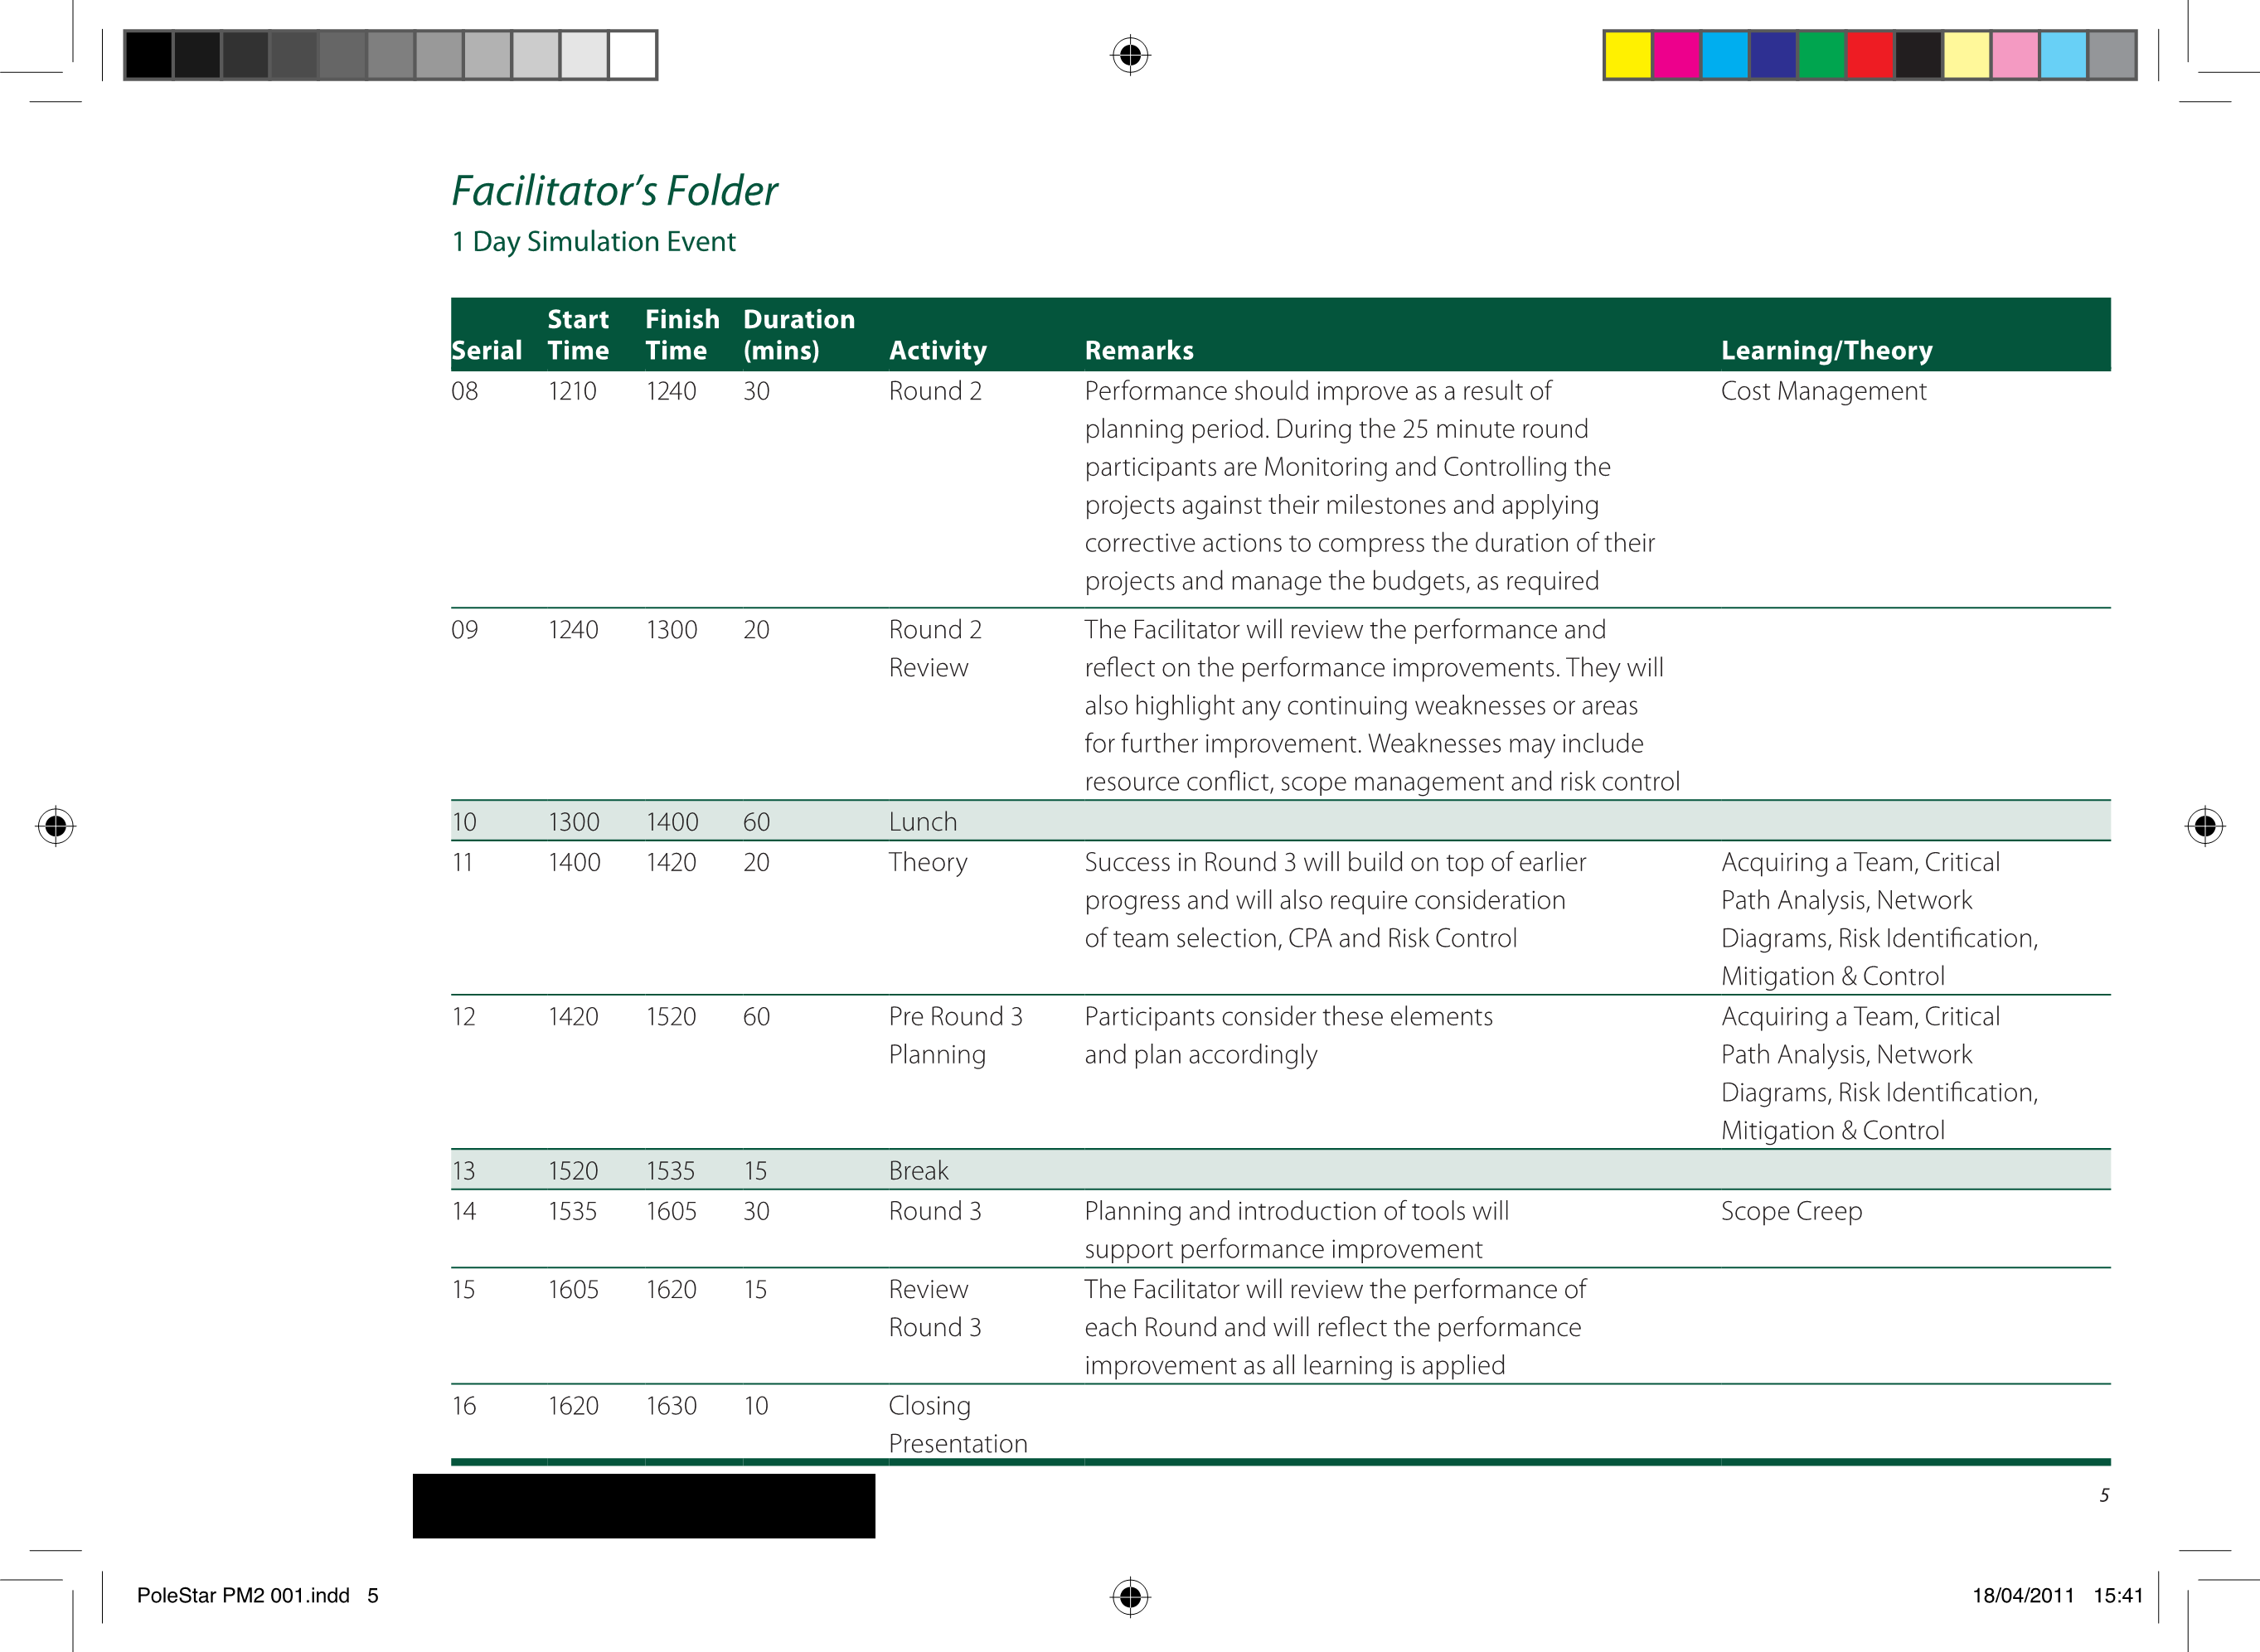 Facilitator’s Folder
1 Day Simulation Event
Serial Start Time Finish Time Duration (mins) Activity Remarks Learning/Theory
08 1210 1240 30 Round 2 Performance should improve as a result of Cost Management
planning period. During the 25 minute round
participants are Monitoring and Controlling the
projects against their milestones and applying
corrective actions to compress the duration of their
projects and manage the budgets, as required
09 1240 1300 20 Round 2 The Facilitator will review the performance and
Review reflect on the performance improvements. They will
also highlight any continuing weaknesses or areas
for further improvement. Weaknesses may include
resource conflict, scope management and risk control
10 1300 1400 60 Lunch
11 1400 1420 20 Theory Success in Round 3 will build on top of earlier Acquiring a Team, Critical
progress and will also require consideration Path Analysis, Network
of team selection, CPA and Risk Control Diagrams, Risk Identification,
Mitigation & Control
12 1420 1520 60 Pre Round 3 Participants consider these elements Acquiring a Team, Critical
Planning and plan accordingly Path Analysis, Network
Diagrams, Risk Identification,
Mitigation & Control
13 1520 1535 15 Break
14 1535 1605 30 Round 3 Planning and introduction of tools will Scope Creep
support performance improvement
15 1605 1620 15 Review The Facilitator will review the performance of
Round 3 each Round and will reflect the performance
improvement as all learning is applied
16 1620 1630 10 Closing
Presentation
5
PoleStar PM2 001.indd 5 18/04/2011 15:41